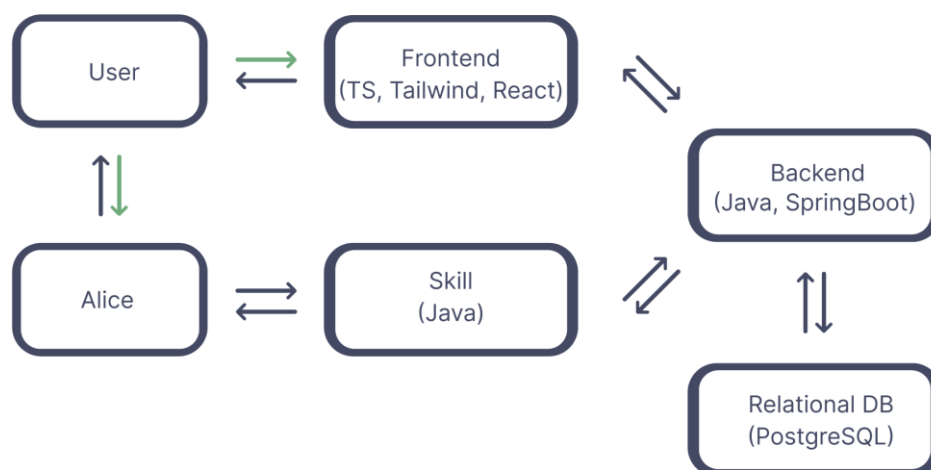 User
Frontend
(TS, Tailwind, React)
Backend
(Java, SpringBoot)
Alice
Skill
(Java)
Relational DB
(PostgreSQL)